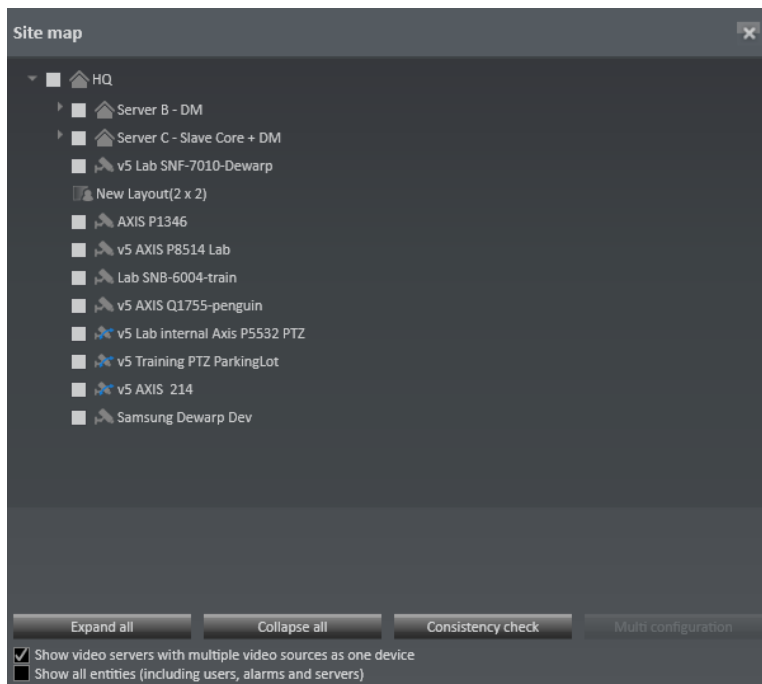 Site map
HQ
Server B - DM
Server C - Slave Core + DM
v5 Lab SNF-7010-Dewarp
New Layout(2 x 2)
AXIS P1346
v5 AXIS P8514 Lab
Lab SNB-6004-train
v5 AXIS Q1755-penguin
v5 Lab internal Axis P5532 PTZ
v5 Training PTZ ParkingLot
v5 AXIS  214
Samsung Dewarp Dev
Expand all Collapse all Consistency check Multi configuration
Show video servers with multiple video sources as one device
Show all entities (including users, alarms and servers)